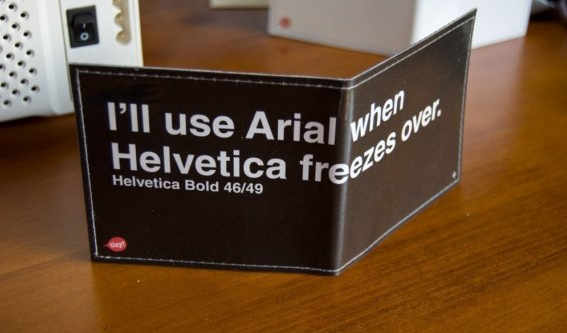 I'll use Arial when
Helvetica freezes over.
Helvetica Bold 46/49